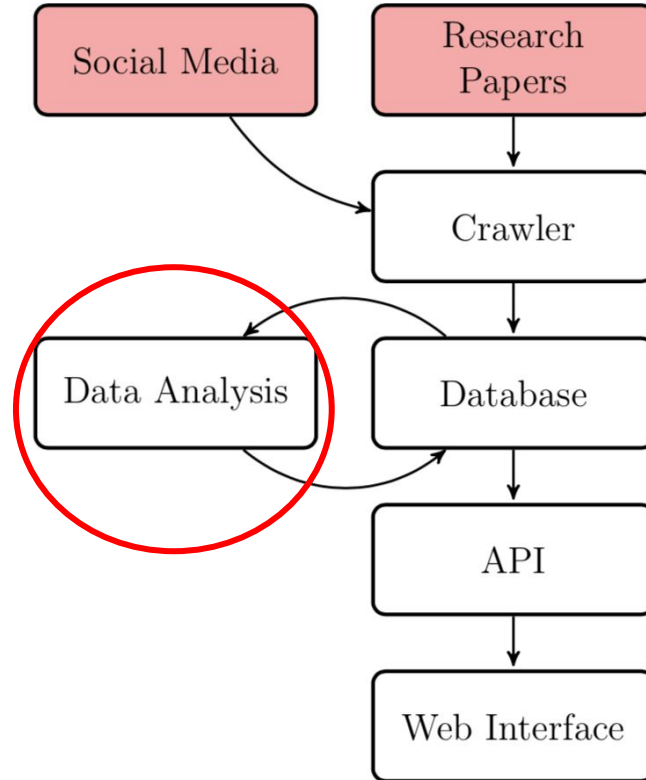 Social Media
Research
Papers
Crawler
Data Analysis
Database
API
Web Interface